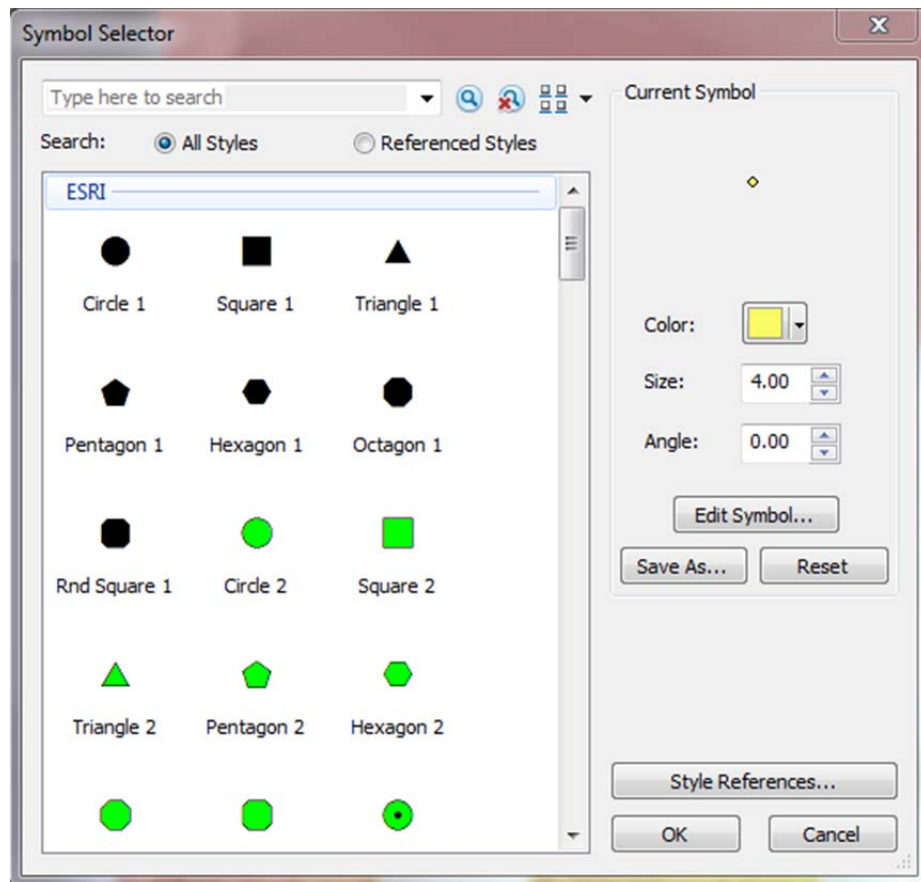 Symbol Selector
Type here to search
Search:
All Styles
Referenced Styles
ESRI
Circle 1
Square 1
Triangle 1
Pentagon 1
Hexagon 1
Octagon 1
Rnd Square 1
Circle 2
Square 2
Triangle 2
Pentagon 2
Hexagon 2
Current Symbol
Color:
Size: 4.00
Angle: 0.00
Edit Symbol...
Save As...
Reset
Style References...
OK
Cancel